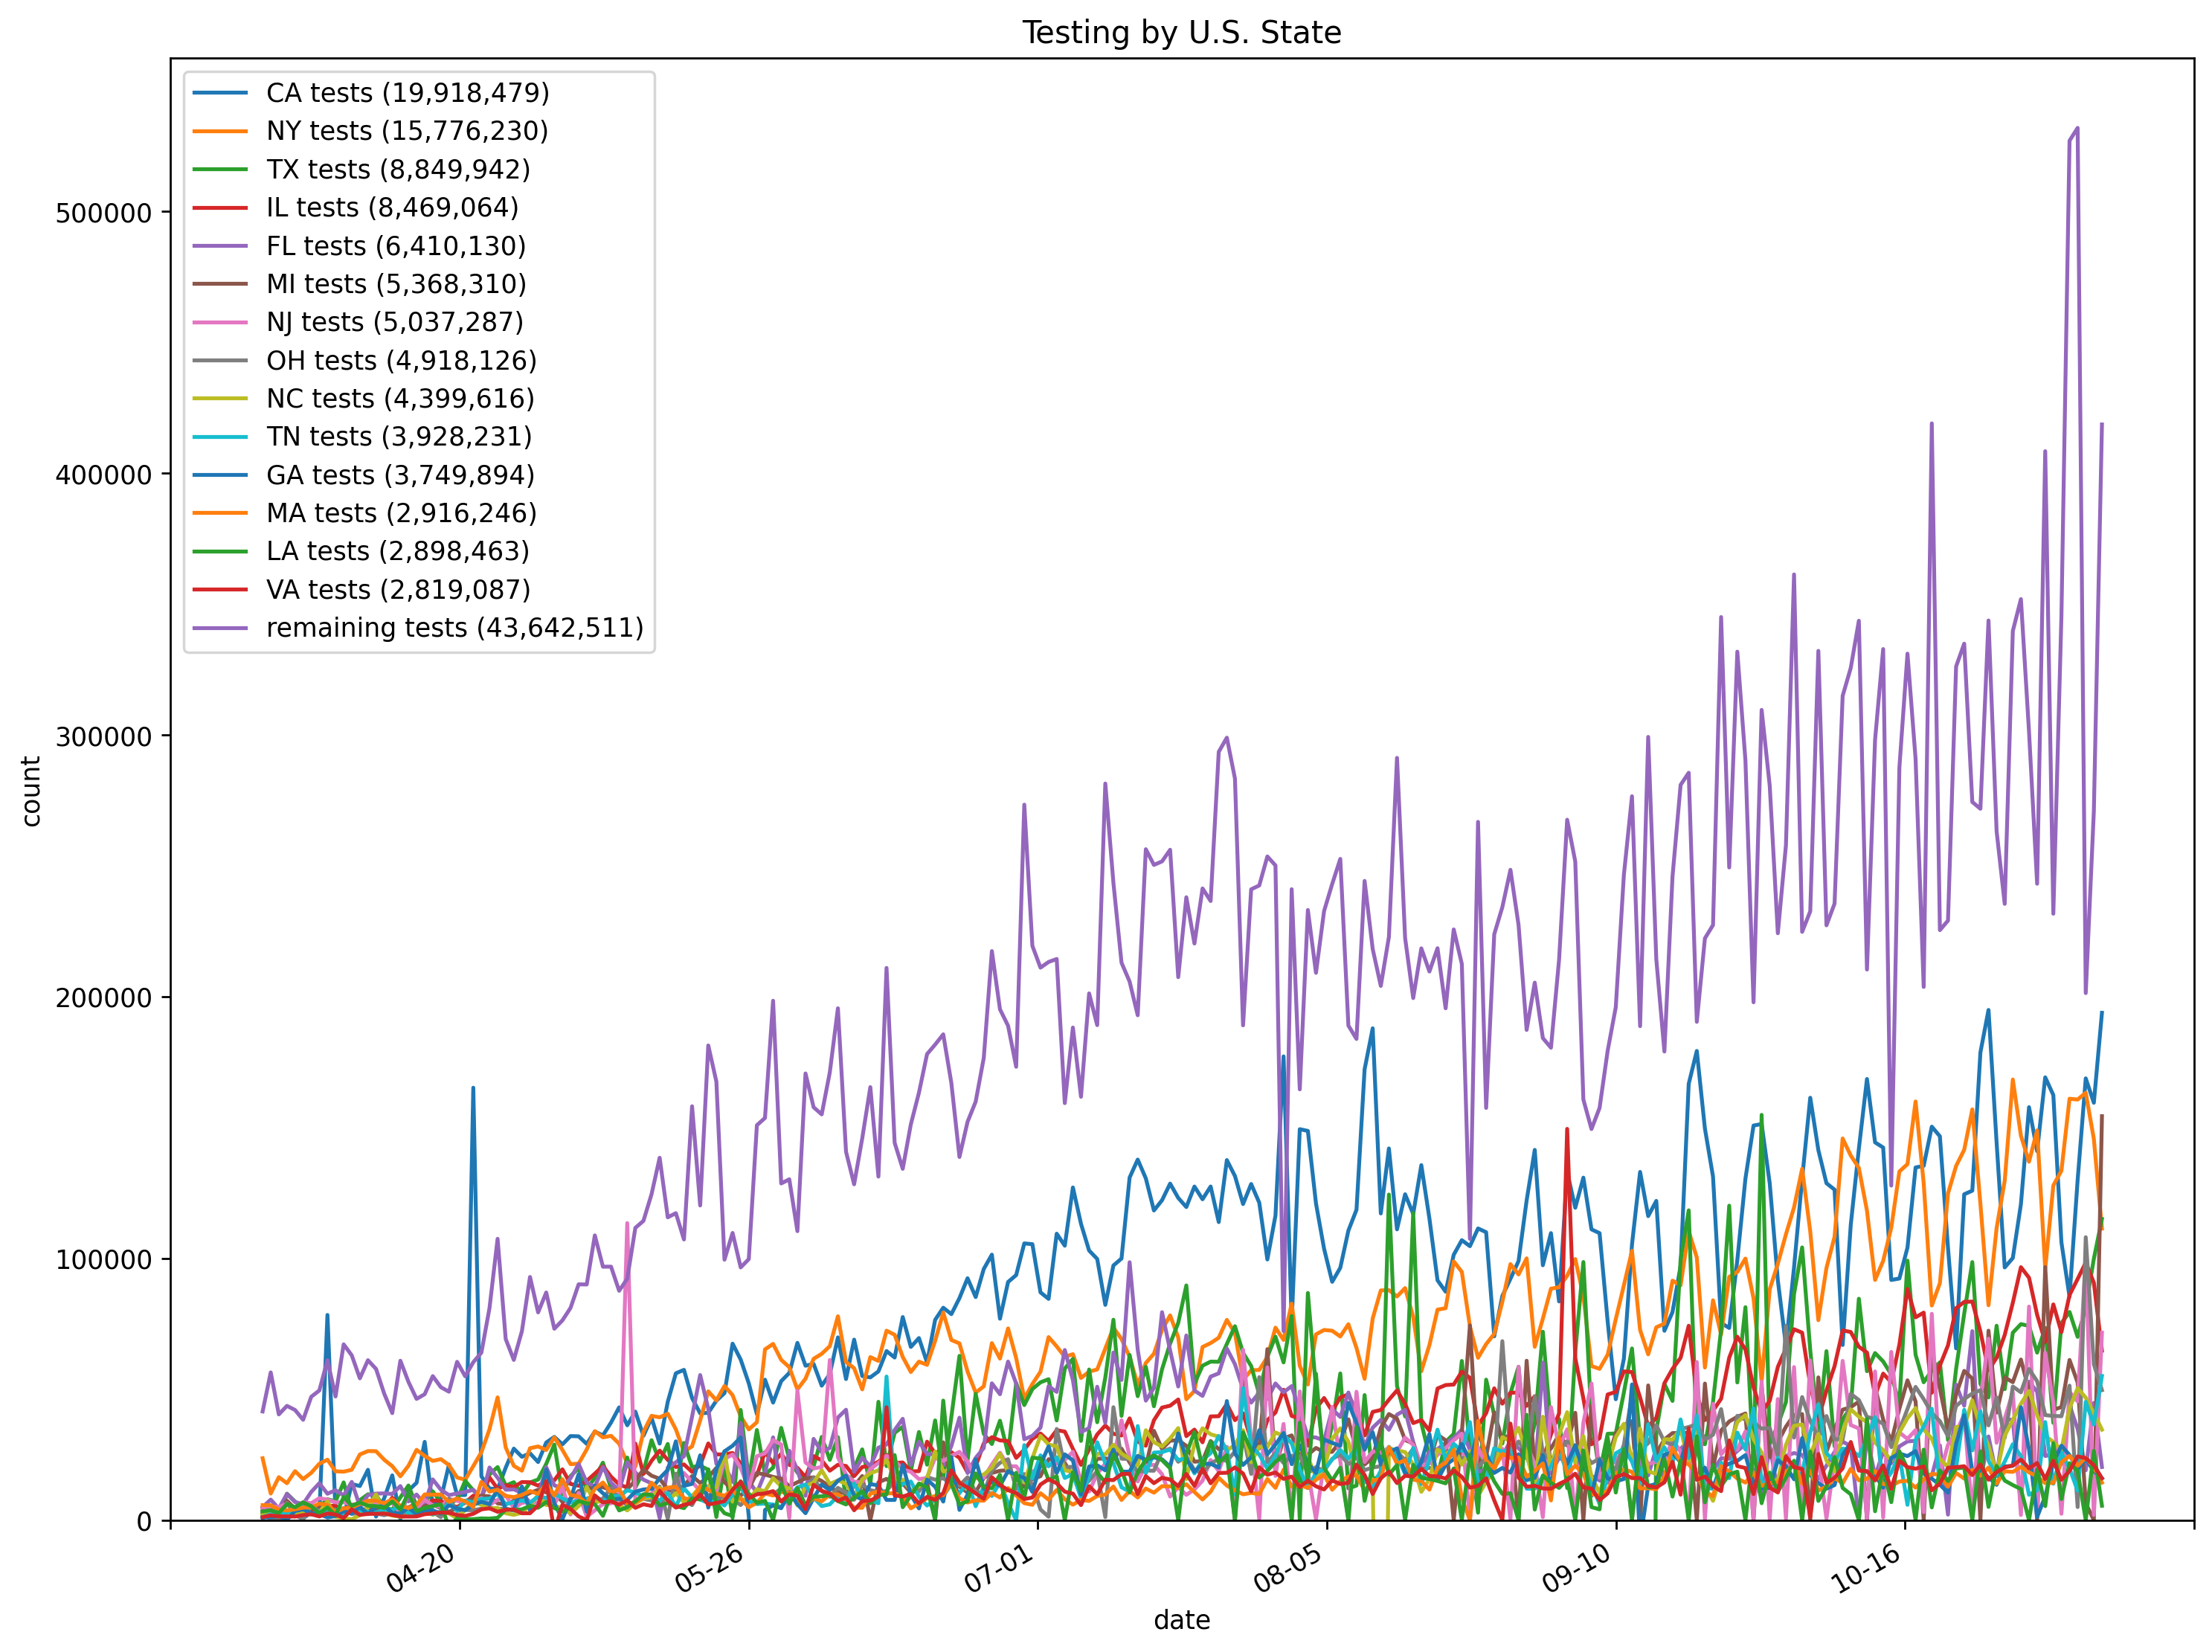 Testing by U.S. State
CA tests (19,918,479)
NY tests (15,776,230)
TX tests (8,849,942)
IL tests (8,469,064)
FL tests (6,410,130)
MI tests (5,368,310)
NJ tests (5,037,287)
OH tests (4,918,126)
NC tests (4,399,616)
TN tests (3,928,231)
GA tests (3,749,894)
MA tests (2,916,246)
LA tests (2,898,463)
VA tests (2,819,087)
remaining tests (43,642,511)
500000
400000
300000
200000
100000
0
count
04-20
05-26
07-01
08-05
09-10
10-16
date